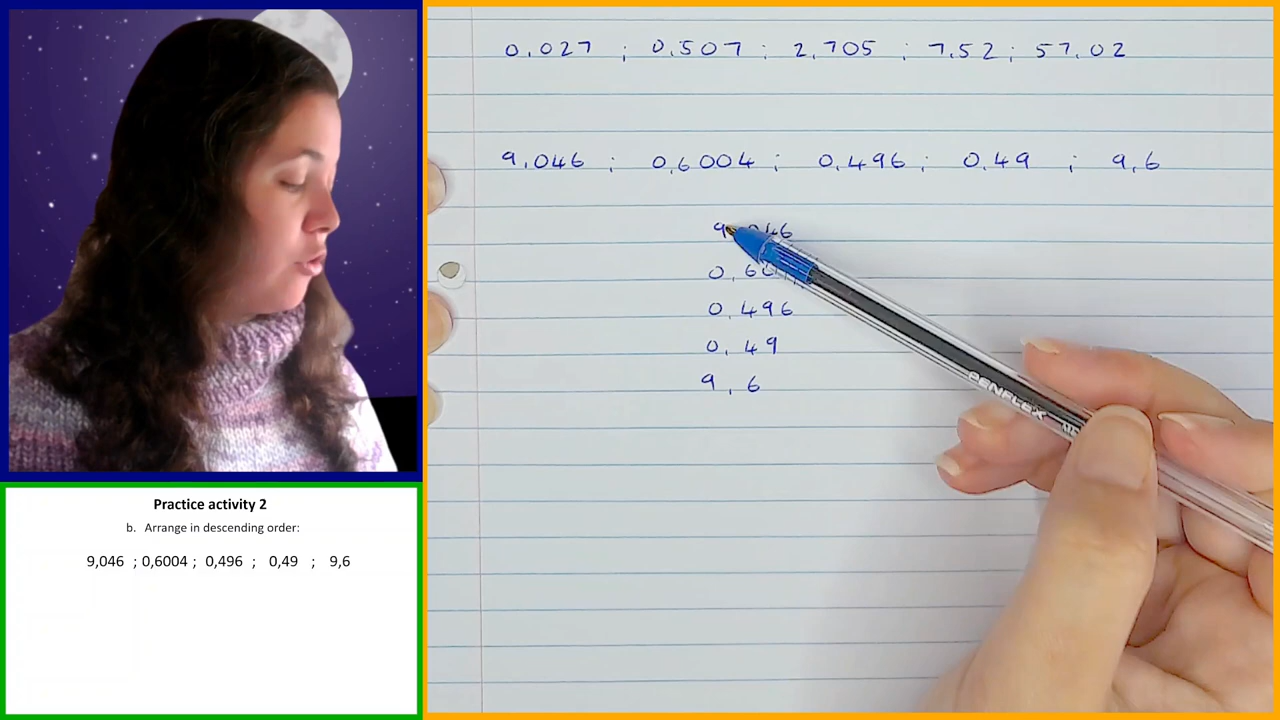 0,027 ; 0,507 ; 2,705 ; 7,52 ; 57,02
9,046 ; 0,6004 ; 0,496 ; 0,49 ; 9,6
0,496
0,49
9,6
PENFLEX
Practice activity 2
b. Arrange in descending order:
9,046 ; 0,6004 ; 0,496 ; 0,49 ; 9,6